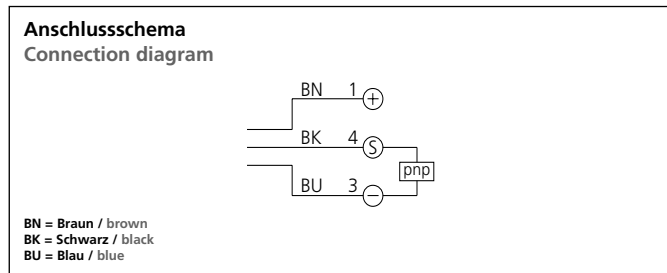 Anschlussschema
Connection diagram
BN 1 +
BK 4 S
pnp
BU 3 −
BN = Braun / brown
BK = Schwarz / black
BU = Blau / blue